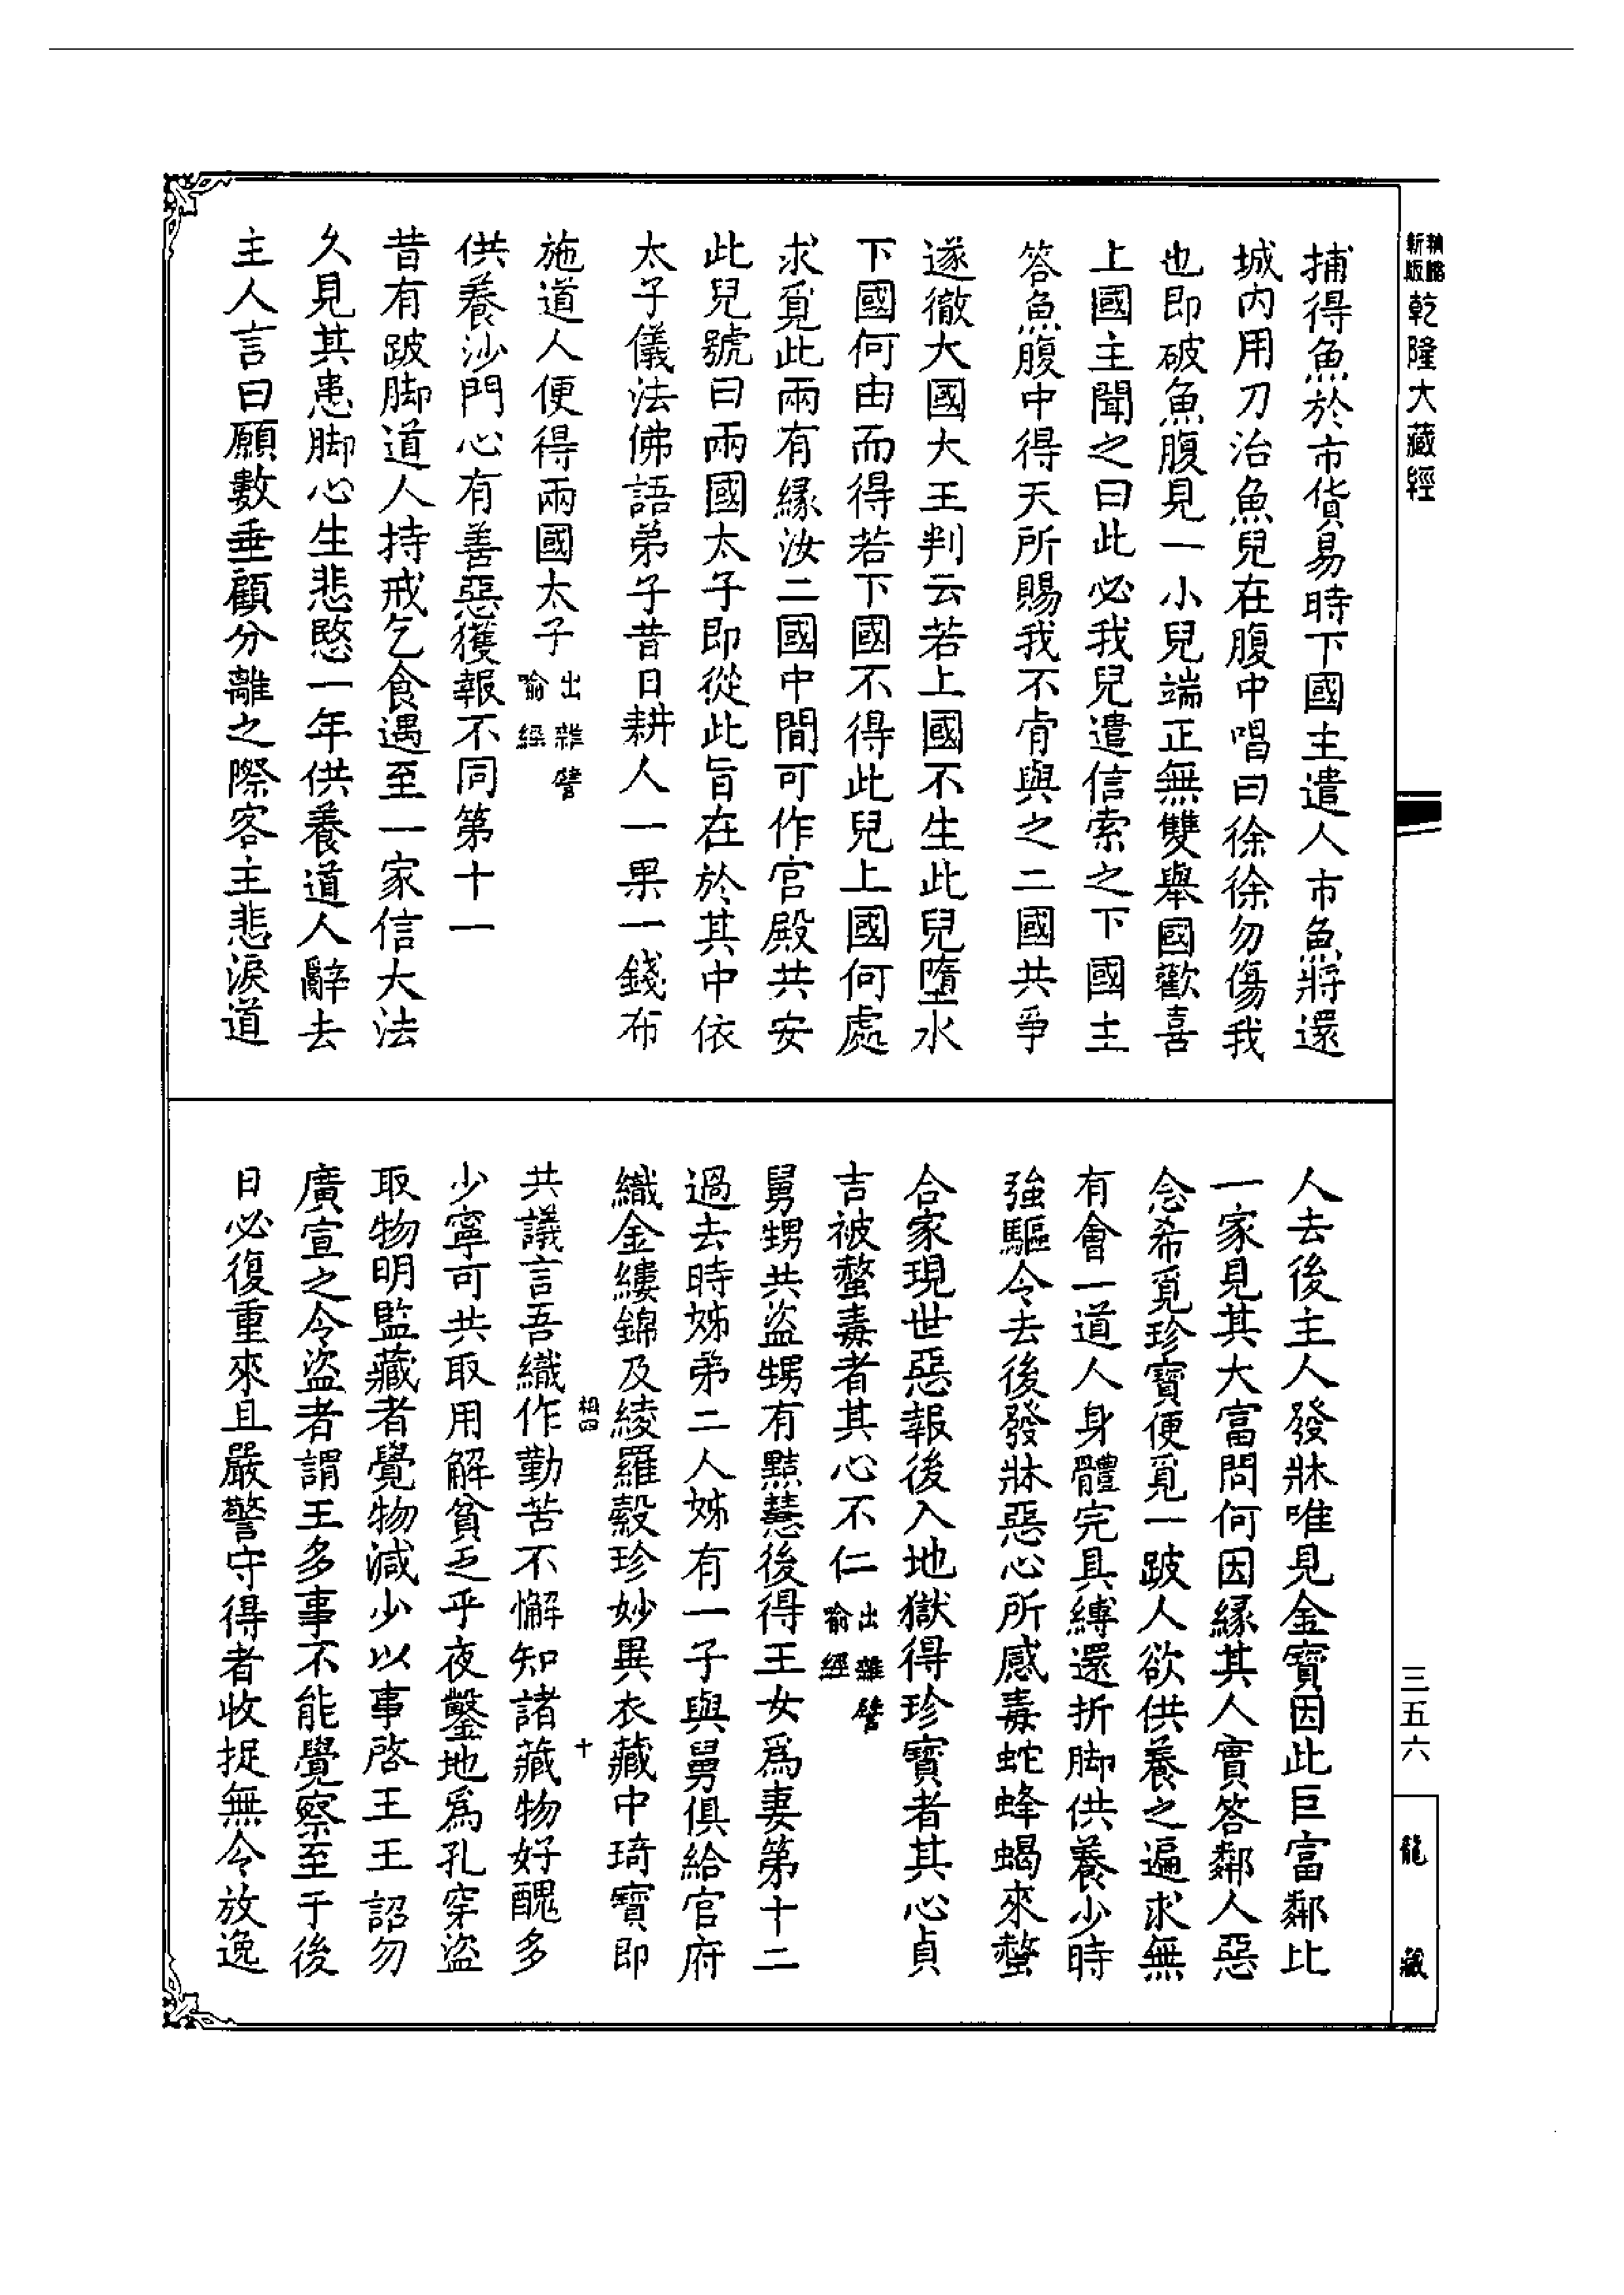 新版 乾隆大藏經
捕得魚於市貨易時下國主遣人市魚將還
城内用刀治魚兒在腹中唱曰徐徐勿傷我
也即破魚腹見一小兒端正無雙舉國歡喜
上國主聞之曰此必我兒遣信索之下國主
答魚腹中得天所賜我不肯與之二國共爭
遂徹大國大王判云若上國不生此兒墮水
下國何由而得若下國不得此兒上國何處
求覓此兩有緣汝二國中間可作宮殿共安
此兒號曰兩國太子即從此旨在於其中依
太子儀法佛語弟子昔日耕人一果一錢布
施道人便得兩國太子出雜譬喻經
供養沙門心有善惡獲報不同第十一
昔有跛脚道人持戒乞食遇至一家信大法
久見其患脚心生悲愍一年供養道人辭去
主人言曰願數垂顧分離之際客主悲淚道
人去後主人發牀唯見金寶因此巨富鄰比
一家見其大富問何因緣其人實答鄰人惡
念希覓珍寶便覓一跛人欲供養之遍求無
有會一道人身體完具縛還折脚供養少時
強驅令去後發牀惡心所感毒蛇蜂蝎來螫
合家現世惡報後入地獄得珍寶者其心貞
吉被螫毒者其心不仁出雜譬喻經
舅甥共盜甥有黠慧後得王女爲妻第十二
過去時姊弟二人姊有一子與舅俱給官府
織金縷錦及綾羅縠珍妙異衣藏中琦寶即
共議言吾織作勤苦不懈知諸藏物好醜多
少寧可共取用解貧乏乎夜鑿地爲孔穿盜
取物明監藏者覺物減少以事啓王王詔勿
廣宣之令盜者謂王多事不能覺察至于後
日必復重來且嚴警守得者收捉無令放逸
十
三五六
龍藏